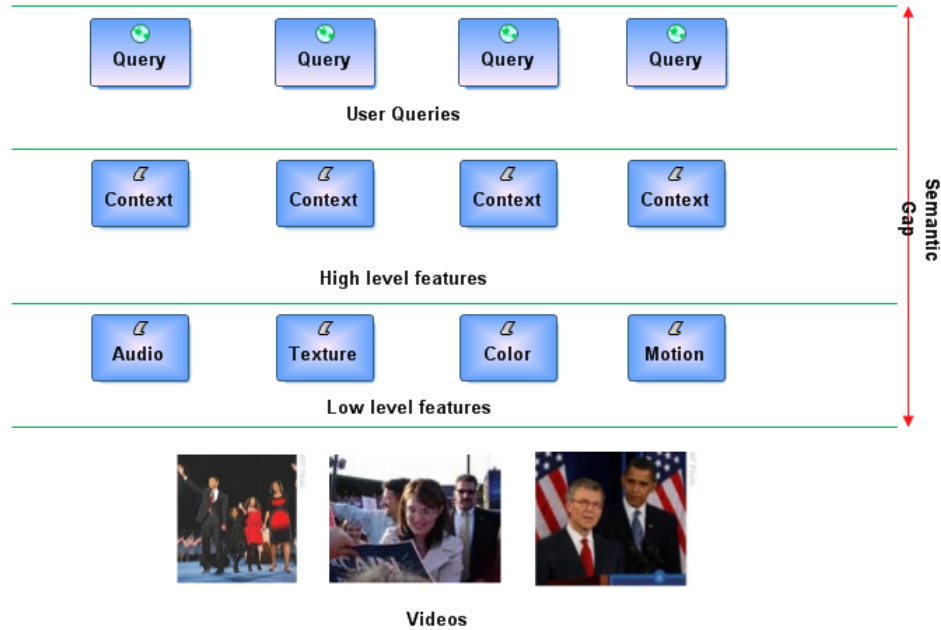 Query Query Query Query
User Queries
Context Context Context Context
High level features
Semantic
Gap
Audio Texture Color Motion
Low level features
CAIN
Videos